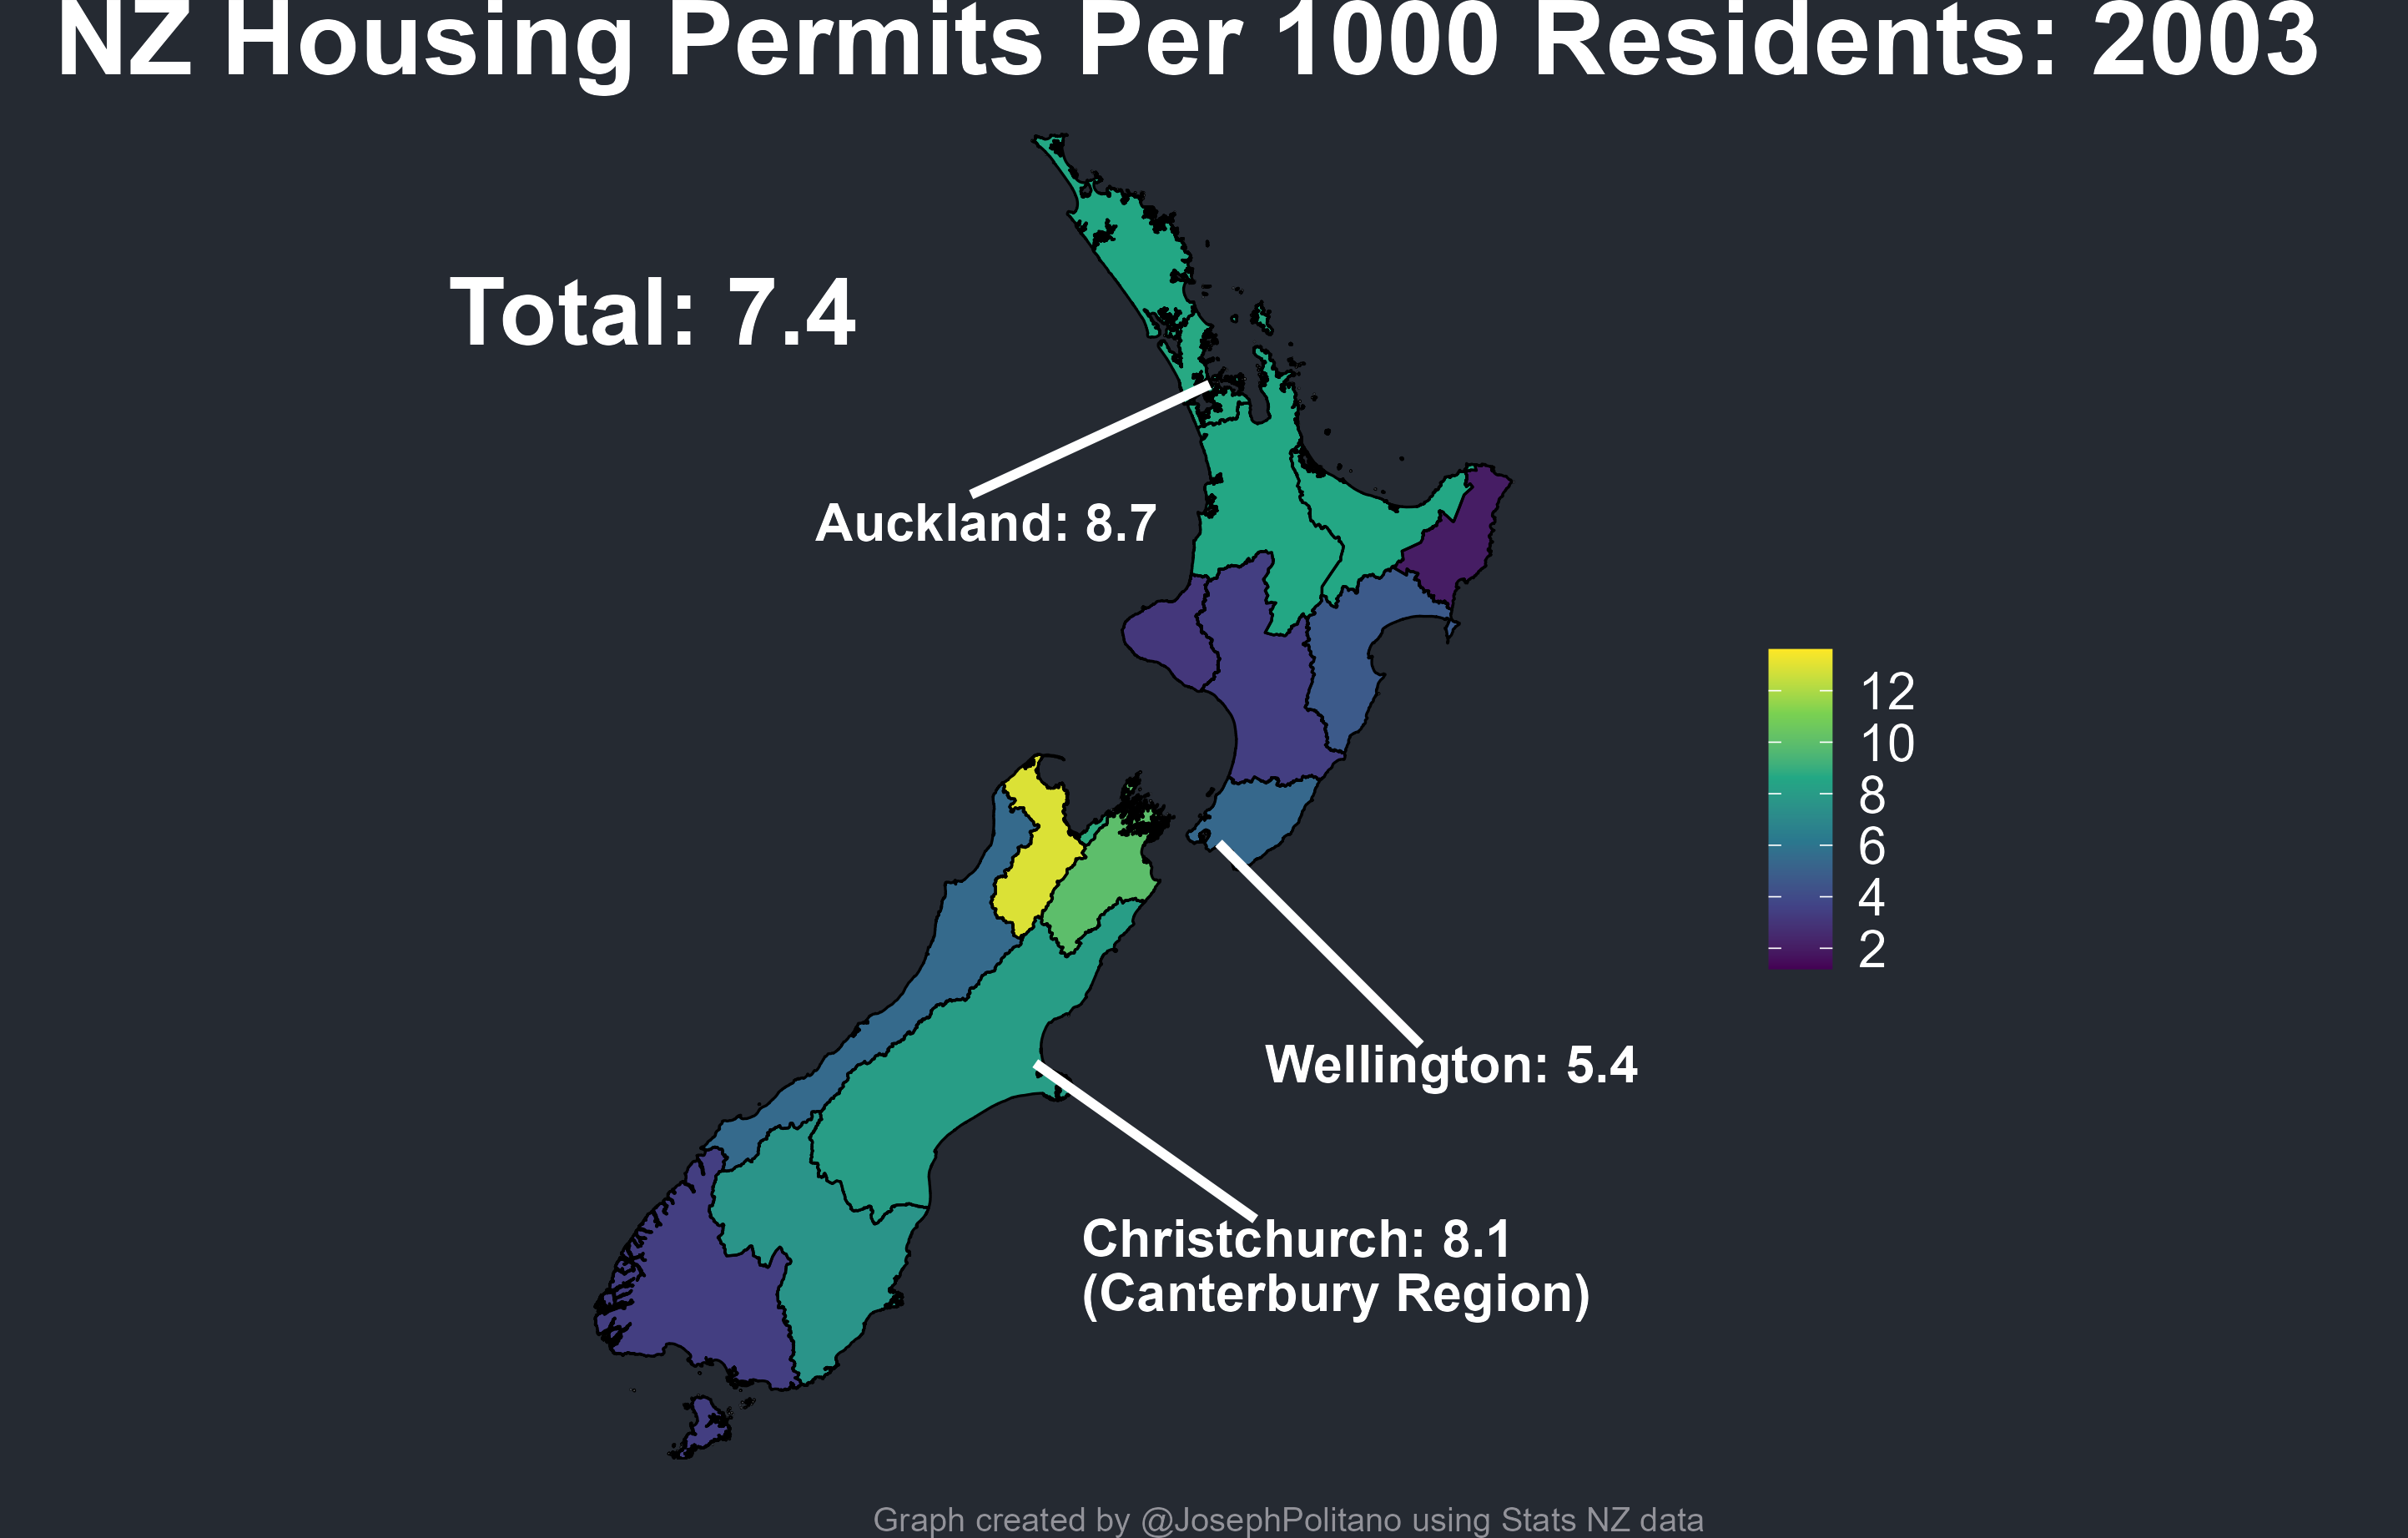 NZ Housing Permits Per 1000 Residents: 2003
Total: 7.4
Auckland: 8.7
12
10
8
6
4
2
Wellington: 5.4
Christchurch: 8.1
(Canterbury Region)
Graph created by @JosephPolitano using Stats NZ data